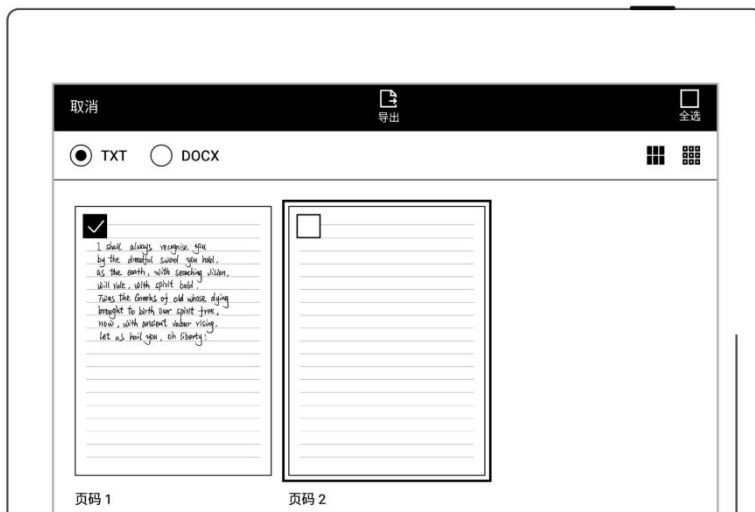 取消
导出
全选
TXT
DOCX
I shall always recognise you
by the dreadful sword you hold.
as the earth, with searching vision,
will rule, with spirit bold.
Twas the Greeks of old whose dying
brought to birth our spirit free,
now, with ancient valour rising.
let us hail you, oh liberty!
页码 1
页码 2